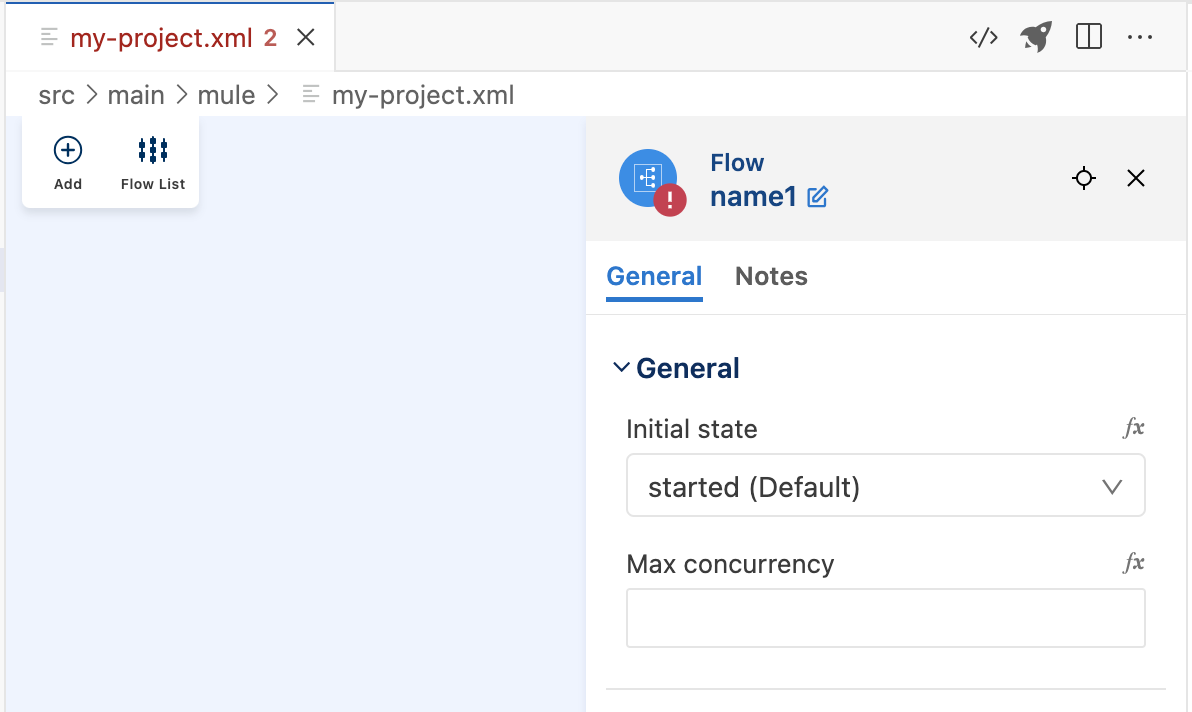 my-project.xml 2
src > main > mule > my-project.xml
Add
Flow List
Flow
name1
General
Notes
General
Initial state
fx
started (Default)
Max concurrency
fx